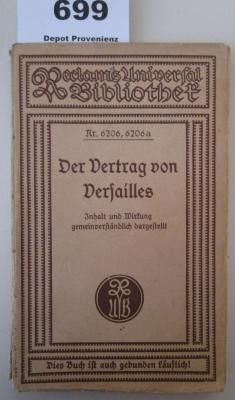 699
Depot Provenienz
Reclams Universal
Bibliothek
Nr. 6206, 6206a
Der Vertrag von
Versailles
Inhalt und Wirkung
gemeinverständlich dargestellt
RUB
Dies Buch ist auch gebunden käuflich!